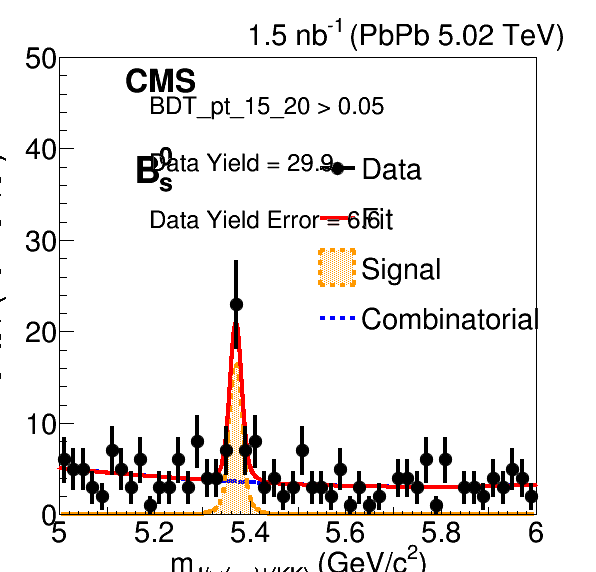 1.5 nb-1 (PbPb 5.02 TeV)
50
CMS
BDT_pt_15_20 > 0.05
40
B0s
Data Yield = 29.9
Data
Data Yield Error = 6.6
Fit
30
Signal
Combinatorial
20
10
0
5 5.2 5.4 5.6 5.8 6
m (GeV/c2)